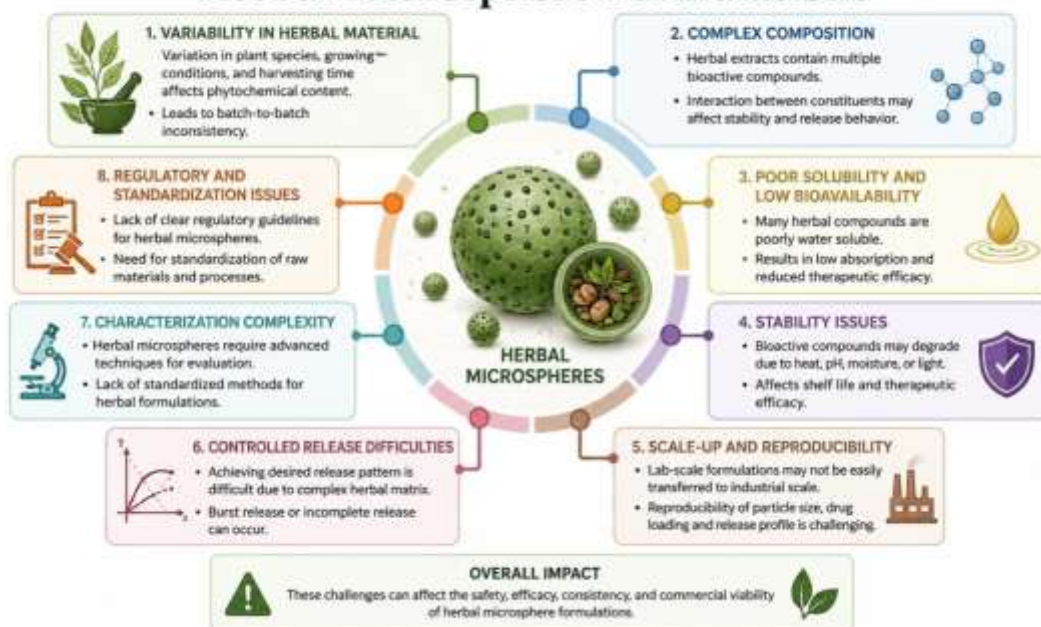 1. VARIABILITY IN HERBAL MATERIAL
Variation in plant species, growing
conditions, and harvesting time
affects phytochemical content.
• Leads to batch-to-batch
inconsistency.
2. COMPLEX COMPOSITION
• Herbal extracts contain multiple
bioactive compounds.
• Interaction between constituents may
affect stability and release behavior.
3. POOR SOLUBILITY AND
LOW BIOAVAILABILITY
• Many herbal compounds are
poorly water soluble.
• Results in low absorption and
reduced therapeutic efficacy.
4. STABILITY ISSUES
• Bioactive compounds may degrade
due to heat, pH, moisture, or light.
• Affects shelf life and therapeutic
efficacy.
5. SCALE-UP AND REPRODUCIBILITY
• Lab-scale formulations may not be easily
transferred to industrial scale.
• Reproducibility of particle size, drug
loading and release profile is challenging.
6. CONTROLLED RELEASE DIFFICULTIES
• Achieving desired release pattern is
difficult due to complex herbal matrix.
• Burst release or incomplete release
can occur.
7. CHARACTERIZATION COMPLEXITY
• Herbal microspheres require advanced
techniques for evaluation.
• Lack of standardized methods for
herbal formulations.
8. REGULATORY AND
STANDARDIZATION ISSUES
• Lack of clear regulatory guidelines
for herbal microspheres.
• Need for standardization of raw
materials and processes.
HERBAL
MICROSPHERES
OVERALL IMPACT
These challenges can affect the safety, efficacy, consistency, and commercial viability
of herbal microsphere formulations.